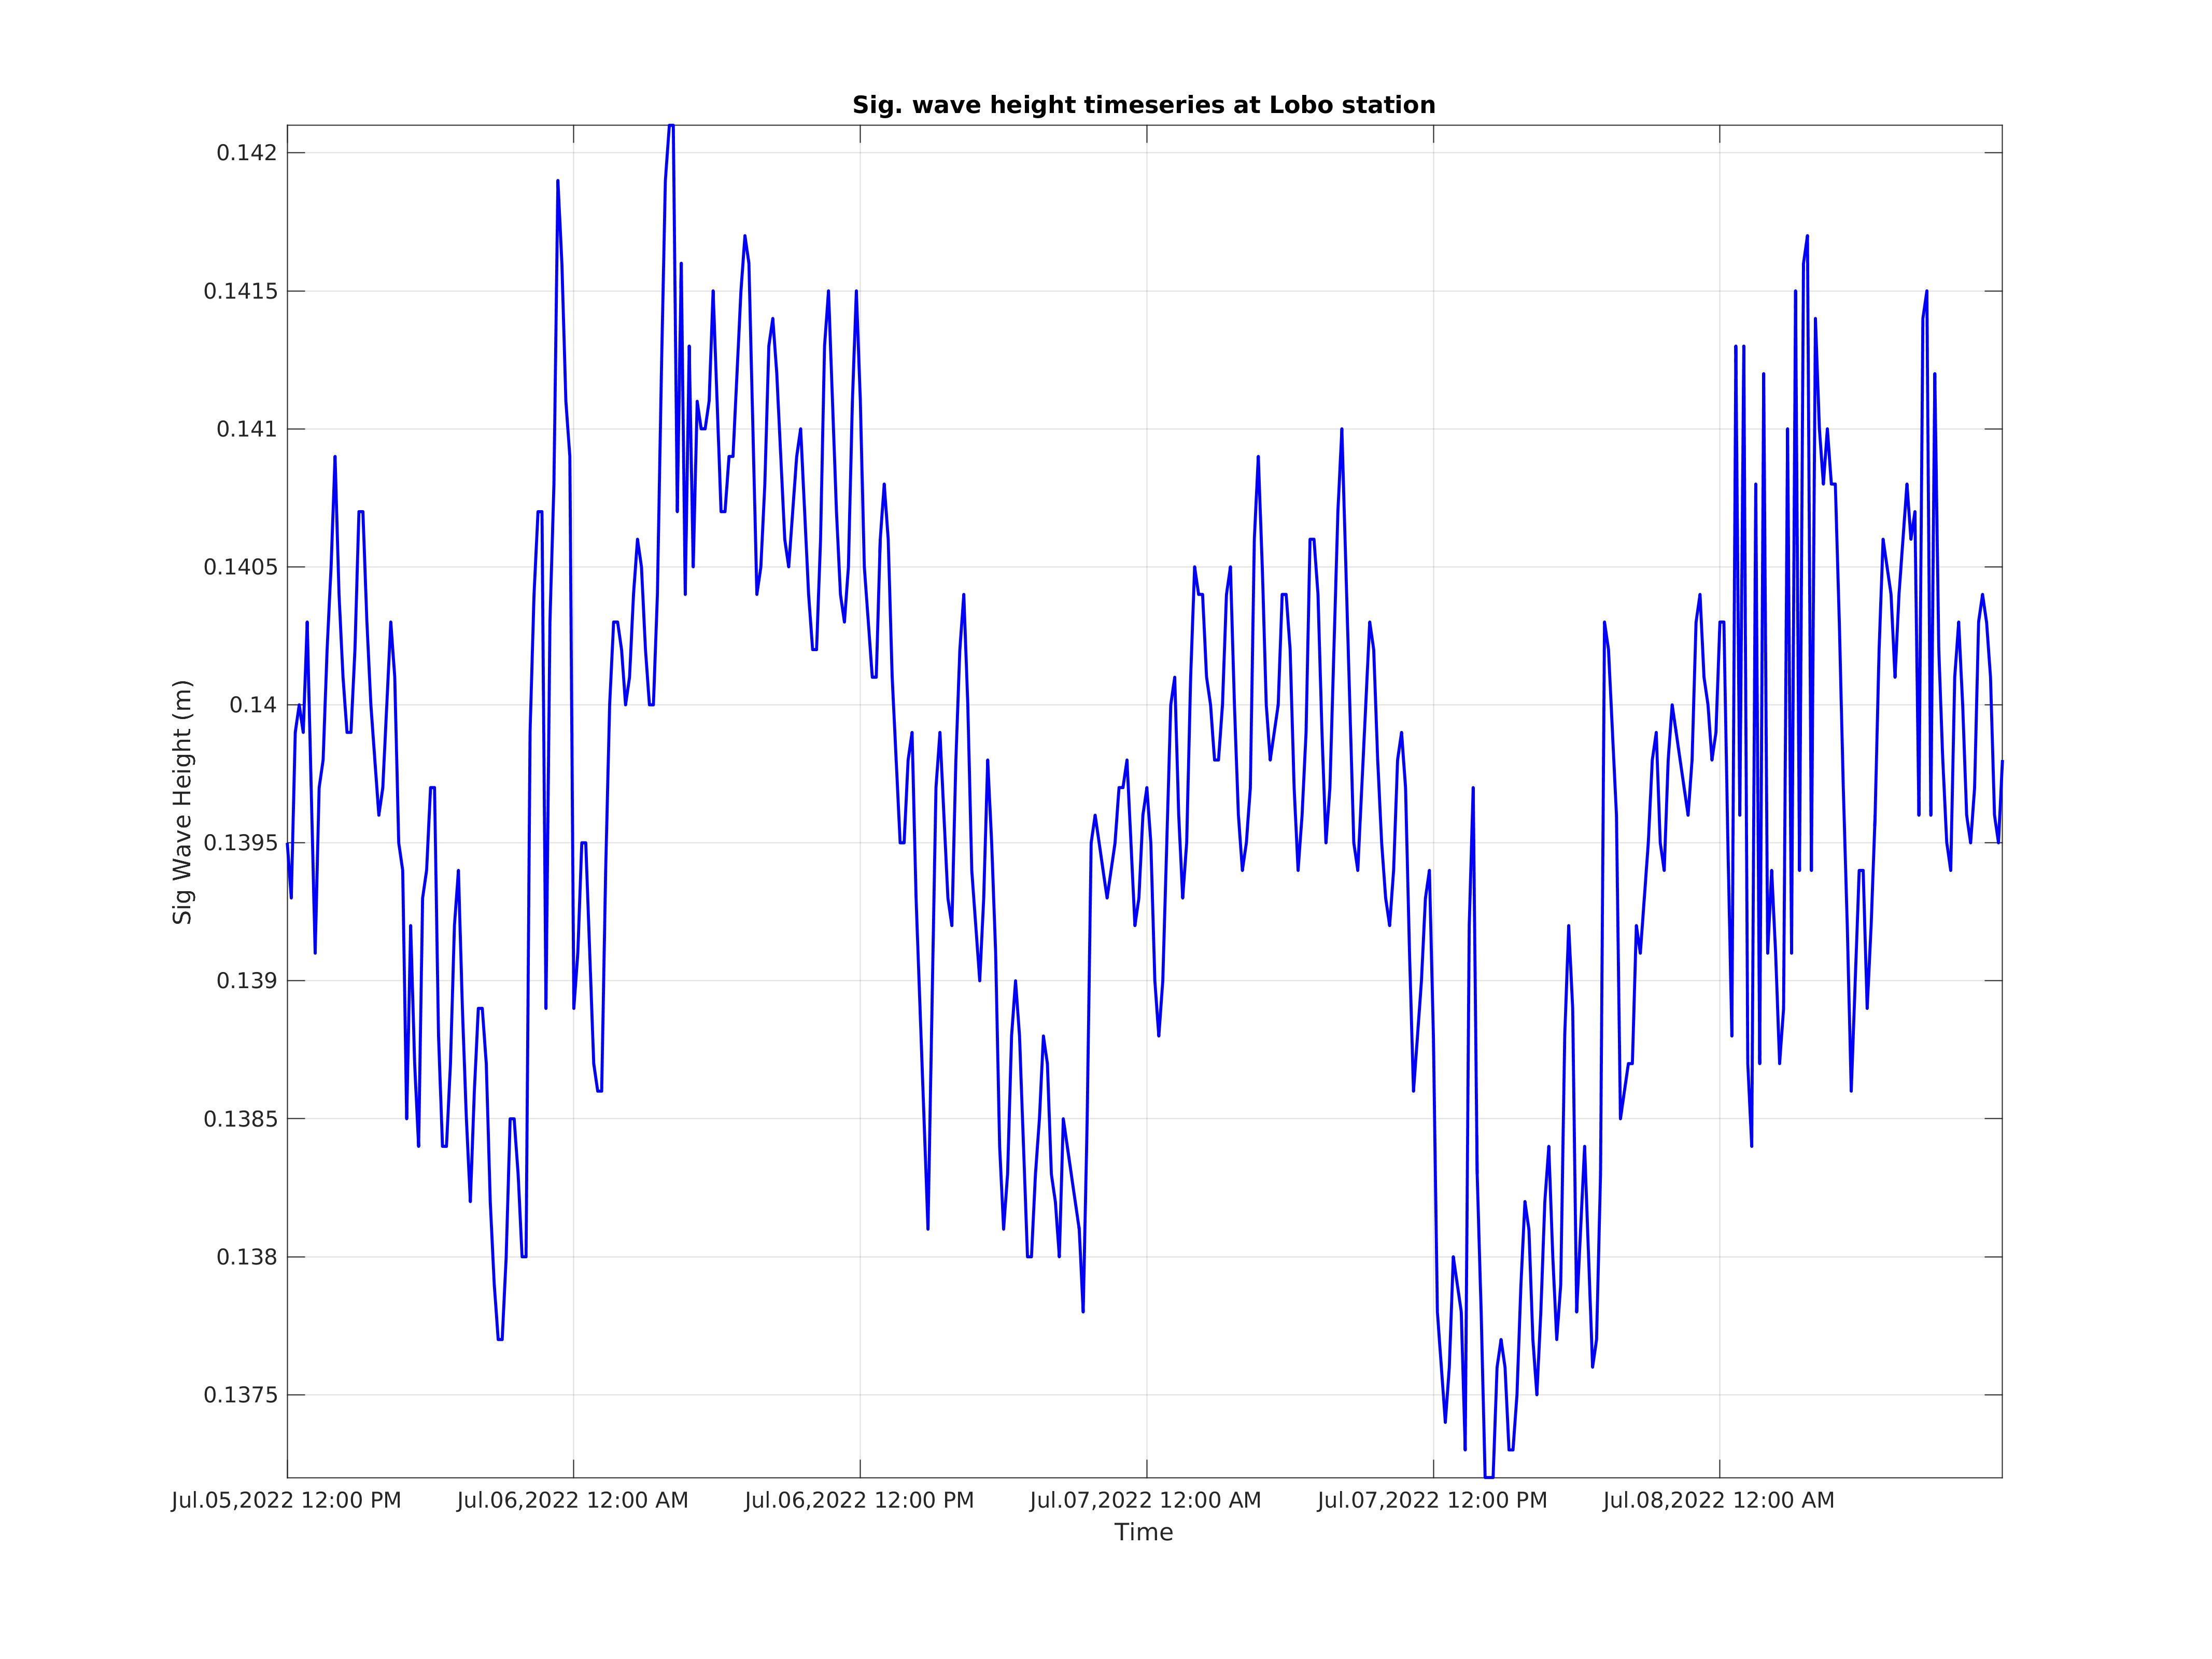 Sig. wave height timeseries at Lobo station
0.142
0.1415
0.141
0.1405
0.14
0.1395
0.139
0.1385
0.138
0.1375
Sig Wave Height (m)
Jul.05,2022 12:00 PM
Jul.06,2022 12:00 AM
Jul.06,2022 12:00 PM
Jul.07,2022 12:00 AM
Jul.07,2022 12:00 PM
Jul.08,2022 12:00 AM
Time